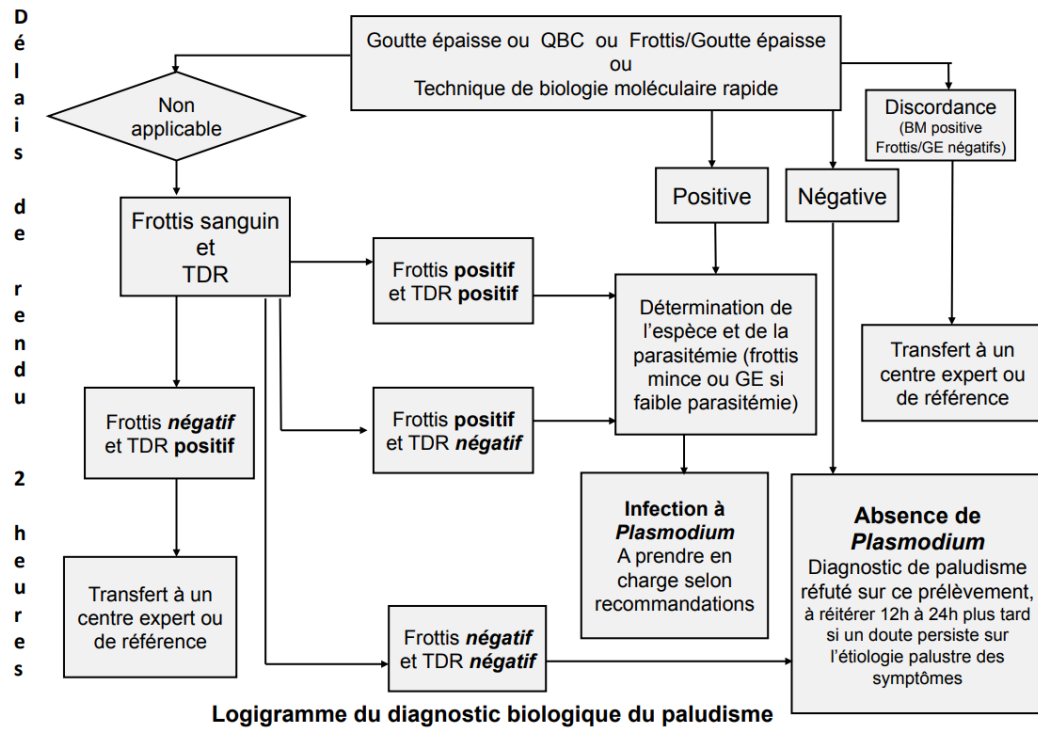 Délais de rendu 2 heures
Goutte épaisse ou QBC ou Frottis/Goutte épaisse
ou
Technique de biologie moléculaire rapide
Non
applicable
Discordance
(BM positive
Frottis/GE négatifs)
Positive
Négative
Frottis sanguin
et
TDR
Frottis positif
et TDR positif
Détermination de
l'espèce et de la
parasitémie (frottis
mince ou GE si
faible parasitémie)
Transfert à un
centre expert ou
de référence
Frottis négatif
et TDR positif
Frottis positif
et TDR négatif
Infection à
Plasmodium
A prendre en
charge selon
recommandations
Absence de
Plasmodium
Diagnostic de paludisme
réfuté sur ce prélèvement,
à réitérer 12h à 24h plus tard
si un doute persiste sur
l'étiologie palustre des
symptômes
Transfert à un
centre expert ou
de référence
Frottis négatif
et TDR négatif
Logigramme du diagnostic biologique du paludisme